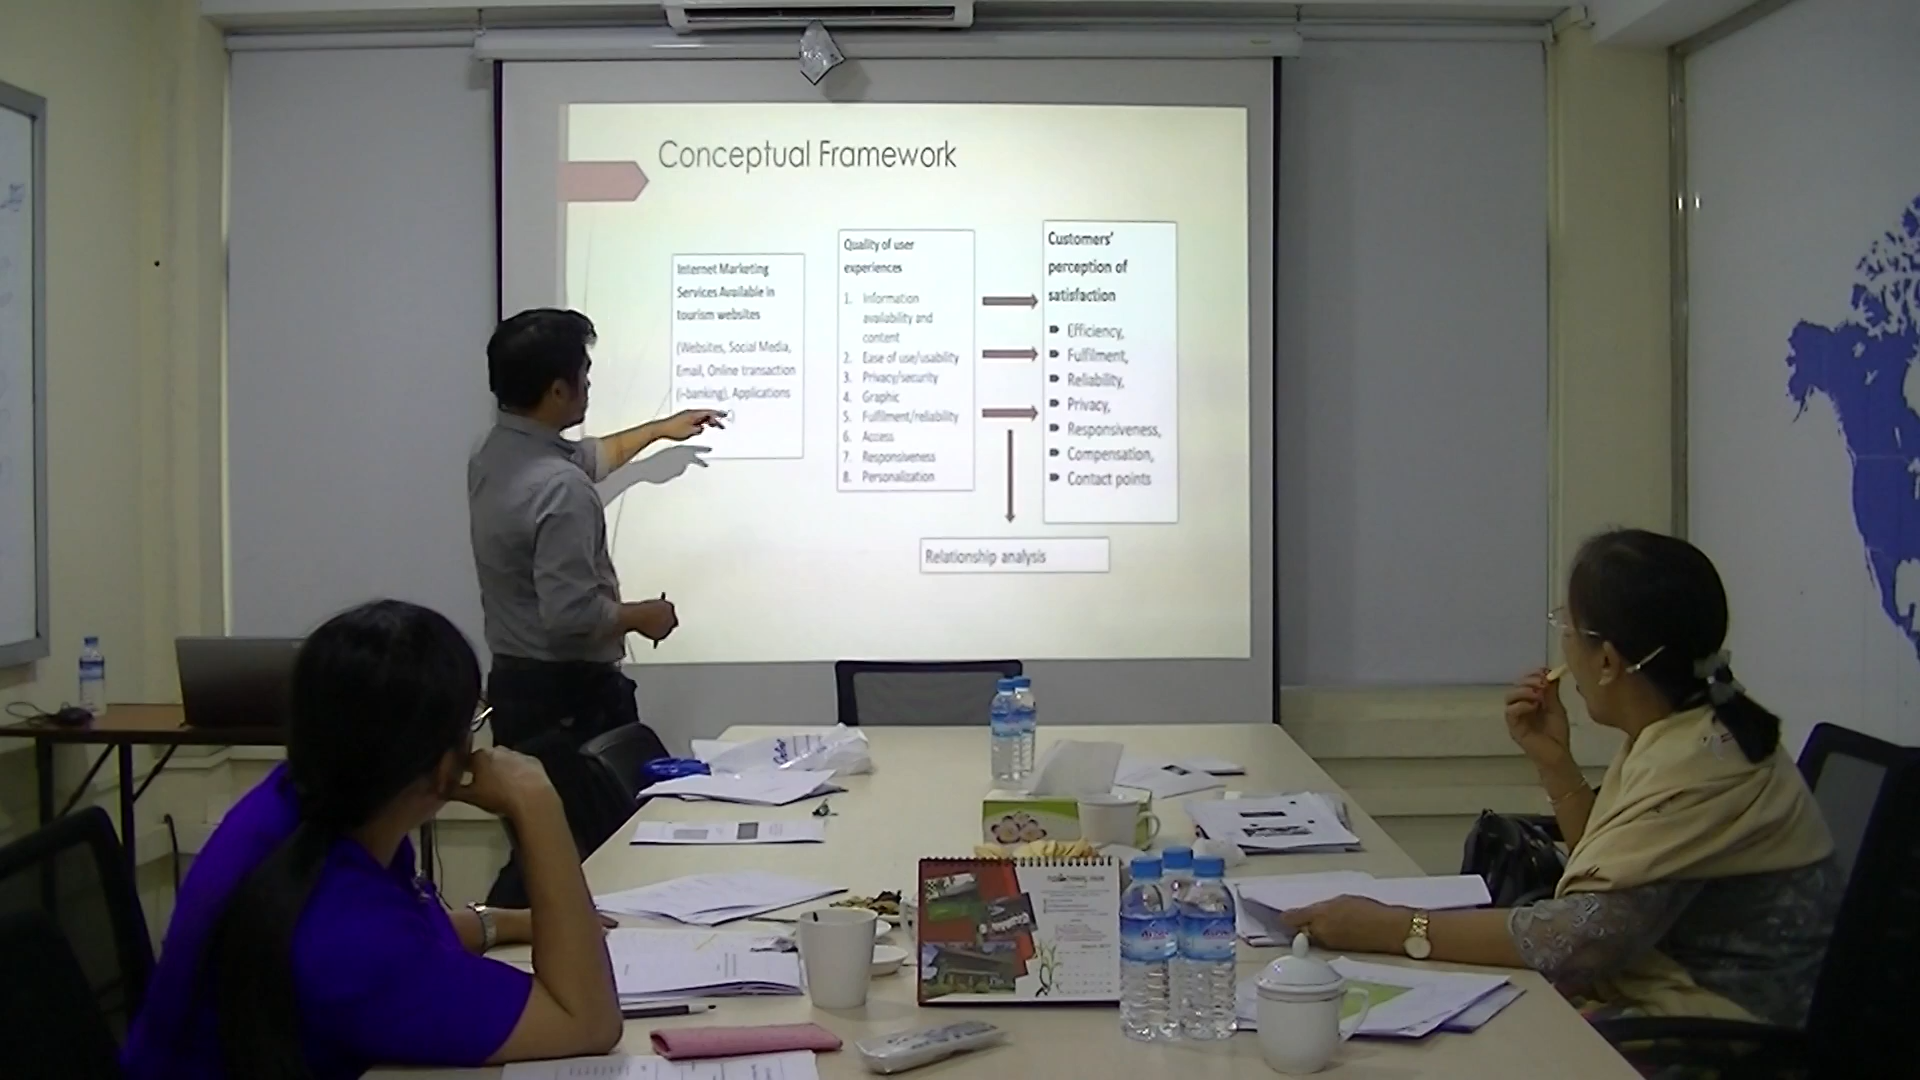 Conceptual Framework
Internet Marketing
Services Available in
tourism websites
(Websites, Social Media,
Email, Online transaction
(i-banking), Applications
Quality of user
experiences
1. Information
availability and
content
2. Ease of use/usability
3. Privacy/security
4. Graphic
5. Fulfilment/reliability
6. Access
7. Responsiveness
8. Personalization
Customers'
perception of
satisfaction
Efficiency,
Fulfilment,
Reliability,
Privacy,
Responsiveness,
Compensation,
Contact points
Relationship analysis